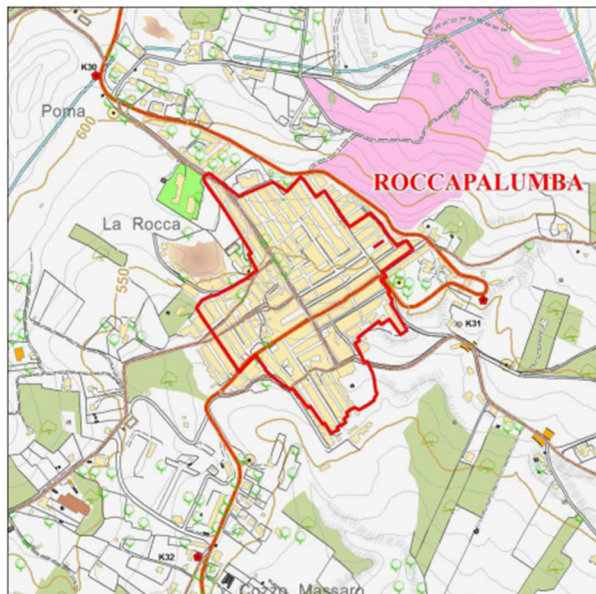 K30
Poma
600
ROCCAPALUMBA
La Rocca
550
K31
K32
Cozzo Massaro